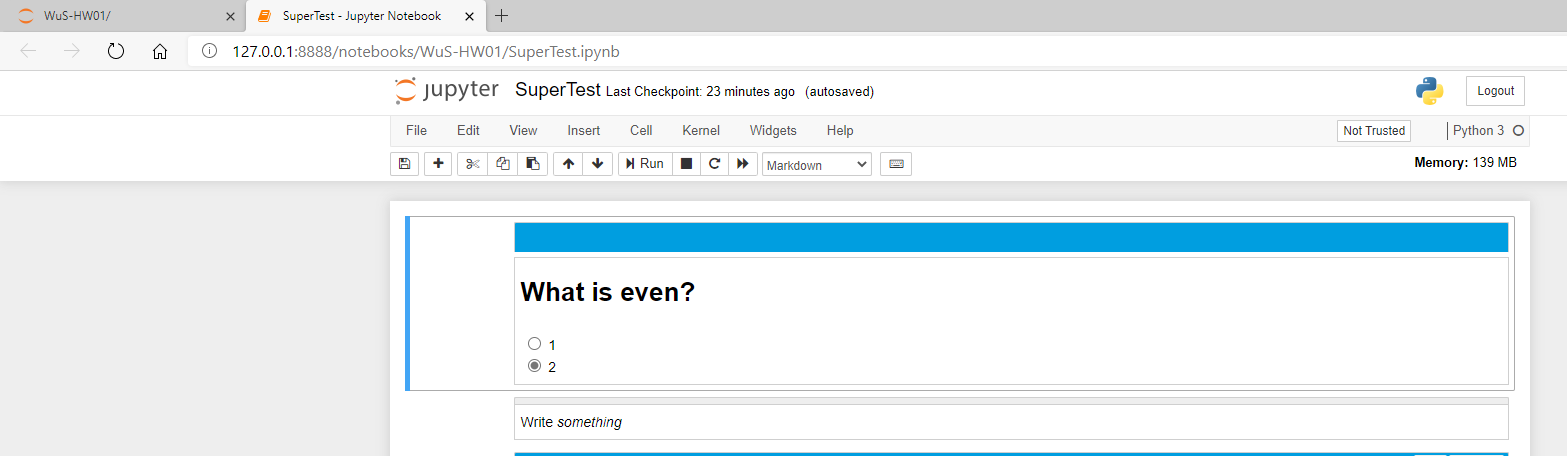 WuS-HW01/
SuperTest - Jupyter Notebook
127.0.0.1:8888/notebooks/WuS-HW01/SuperTest.ipynb
jupyter SuperTest Last Checkpoint: 23 minutes ago (autosaved)
Logout
File Edit View Insert Cell Kernel Widgets Help
Not Trusted
Python 3
Run
Markdown
Memory: 139 MB
What is even?
1
2
Write something